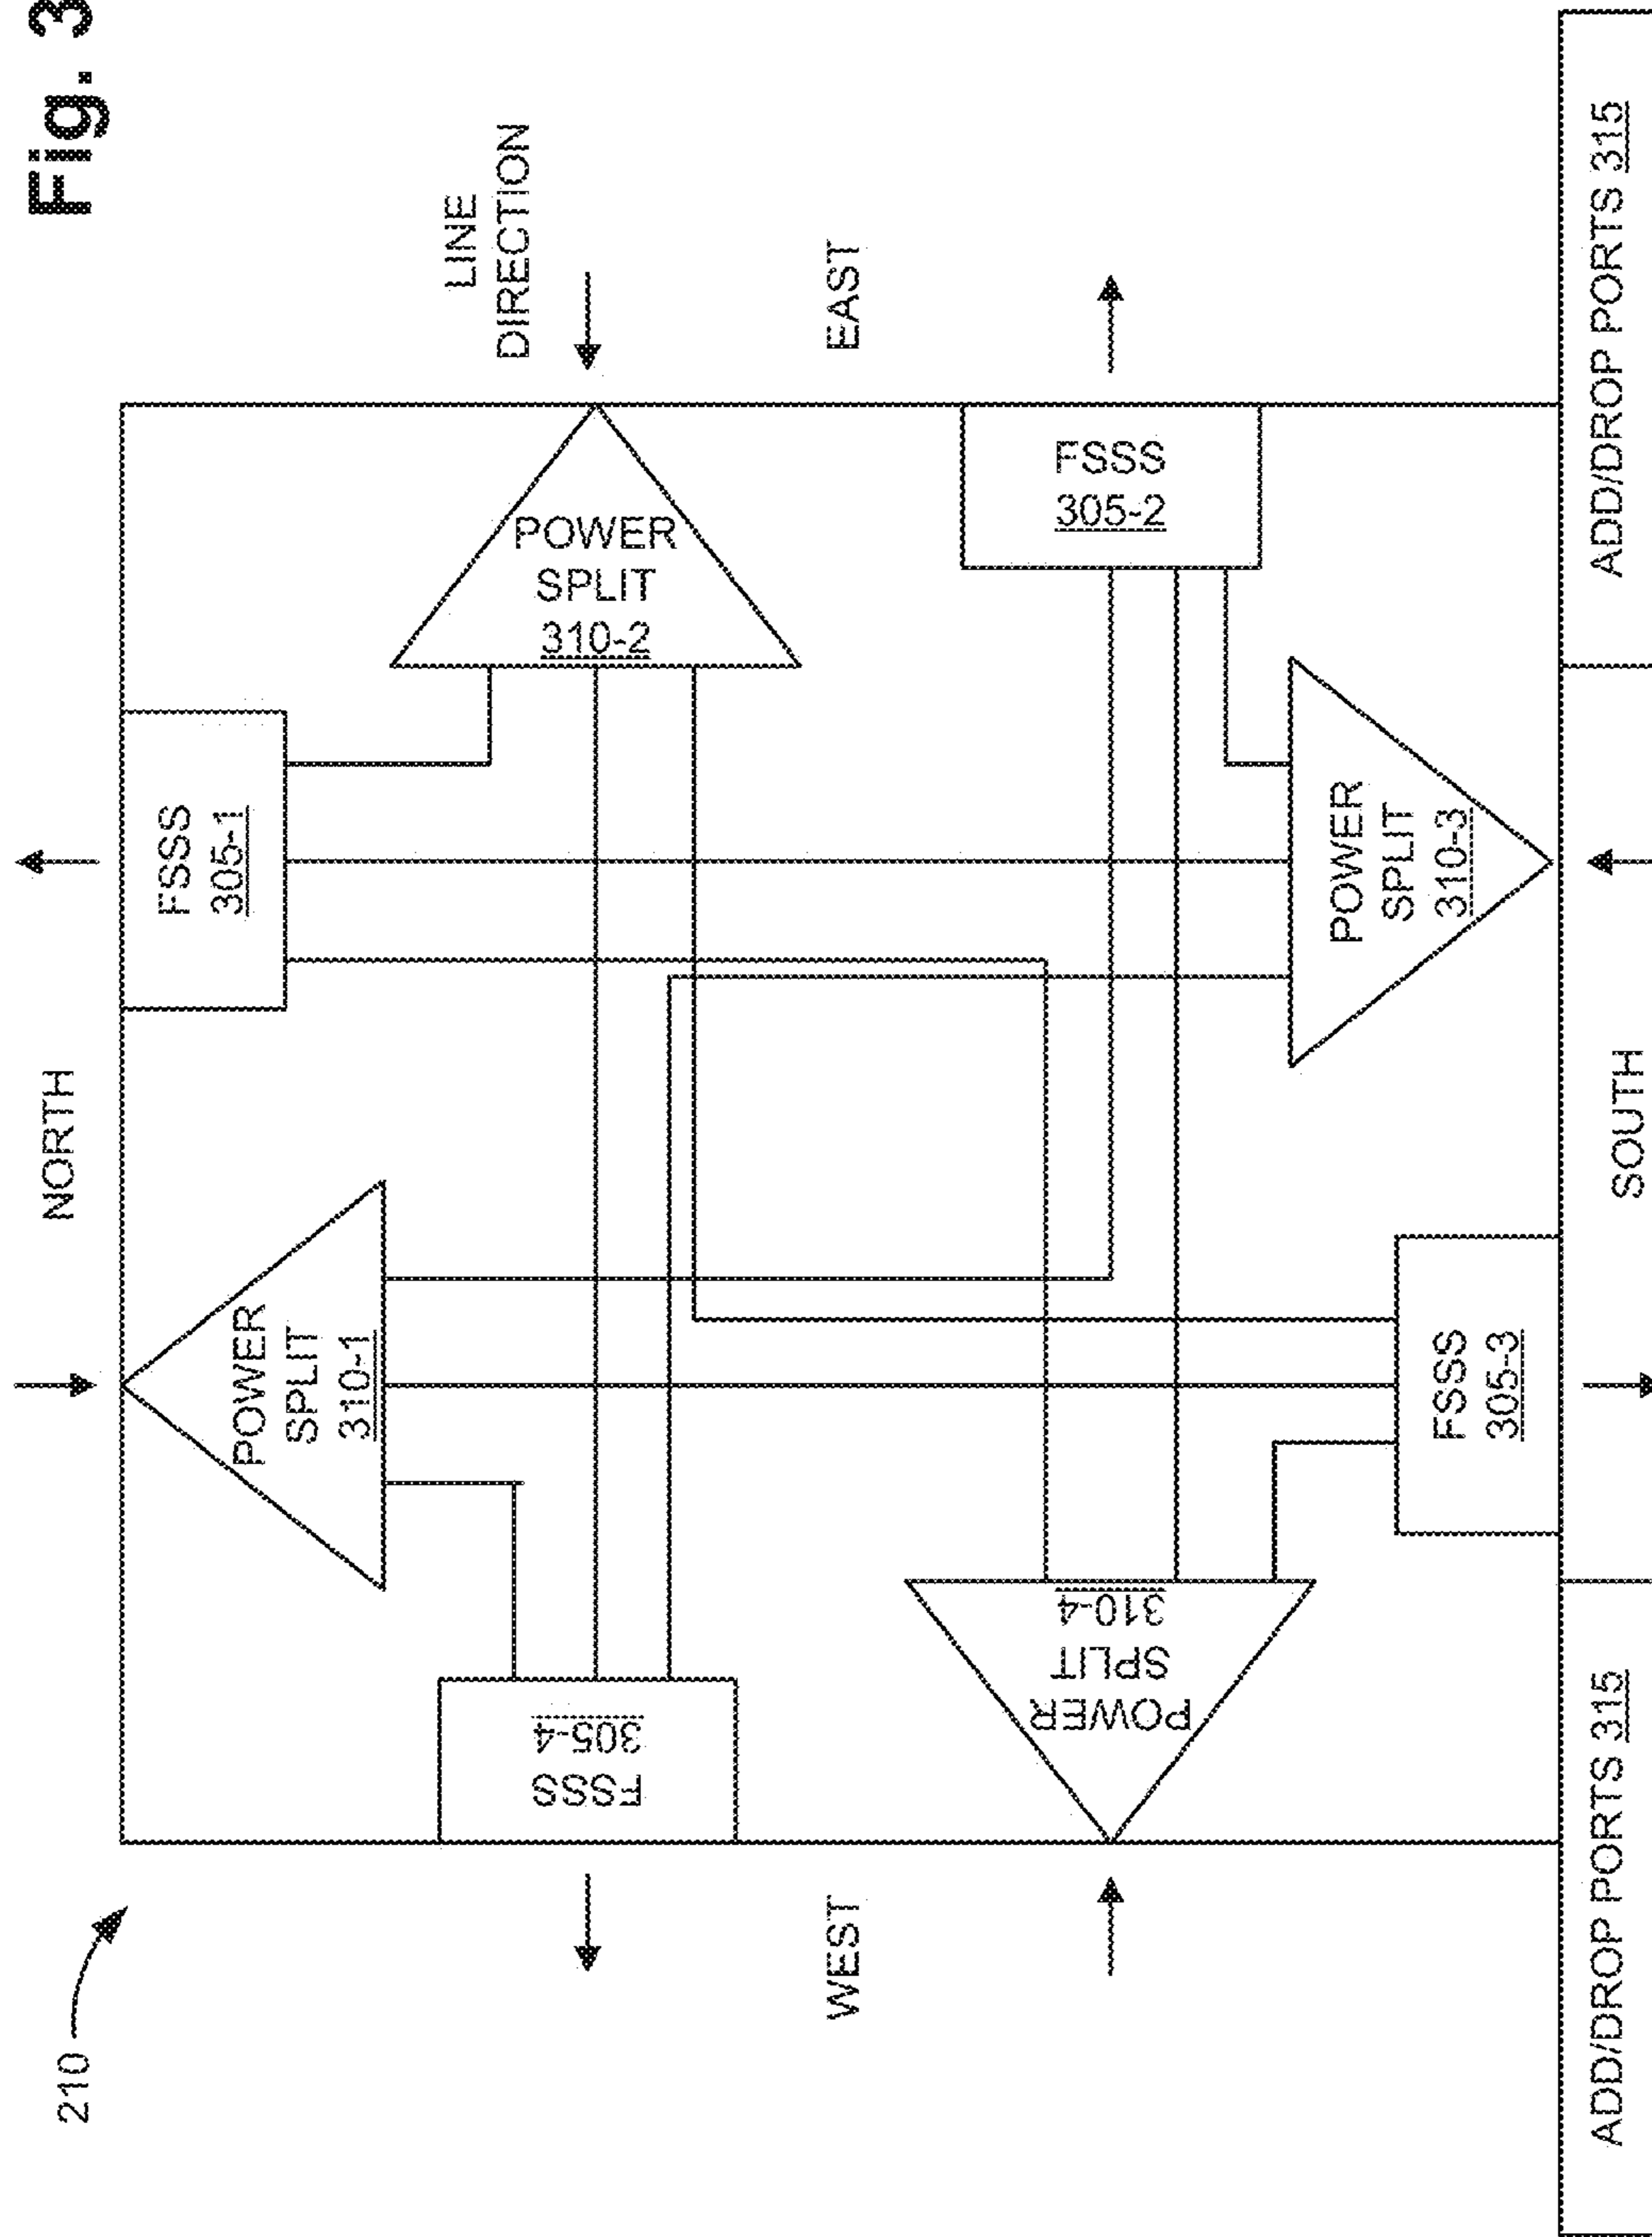 Fig. 3
210
NORTH
LINE
DIRECTION
FSSS
305-1
POWER
SPLIT
310-1
POWER
SPLIT
310-2
FSSS
305-4
WEST
EAST
POWER
SPLIT
310-4
FSSS
305-2
POWER
SPLIT
310-3
FSSS
305-3
ADD/DROP PORTS 315
SOUTH
ADD/DROP PORTS 315